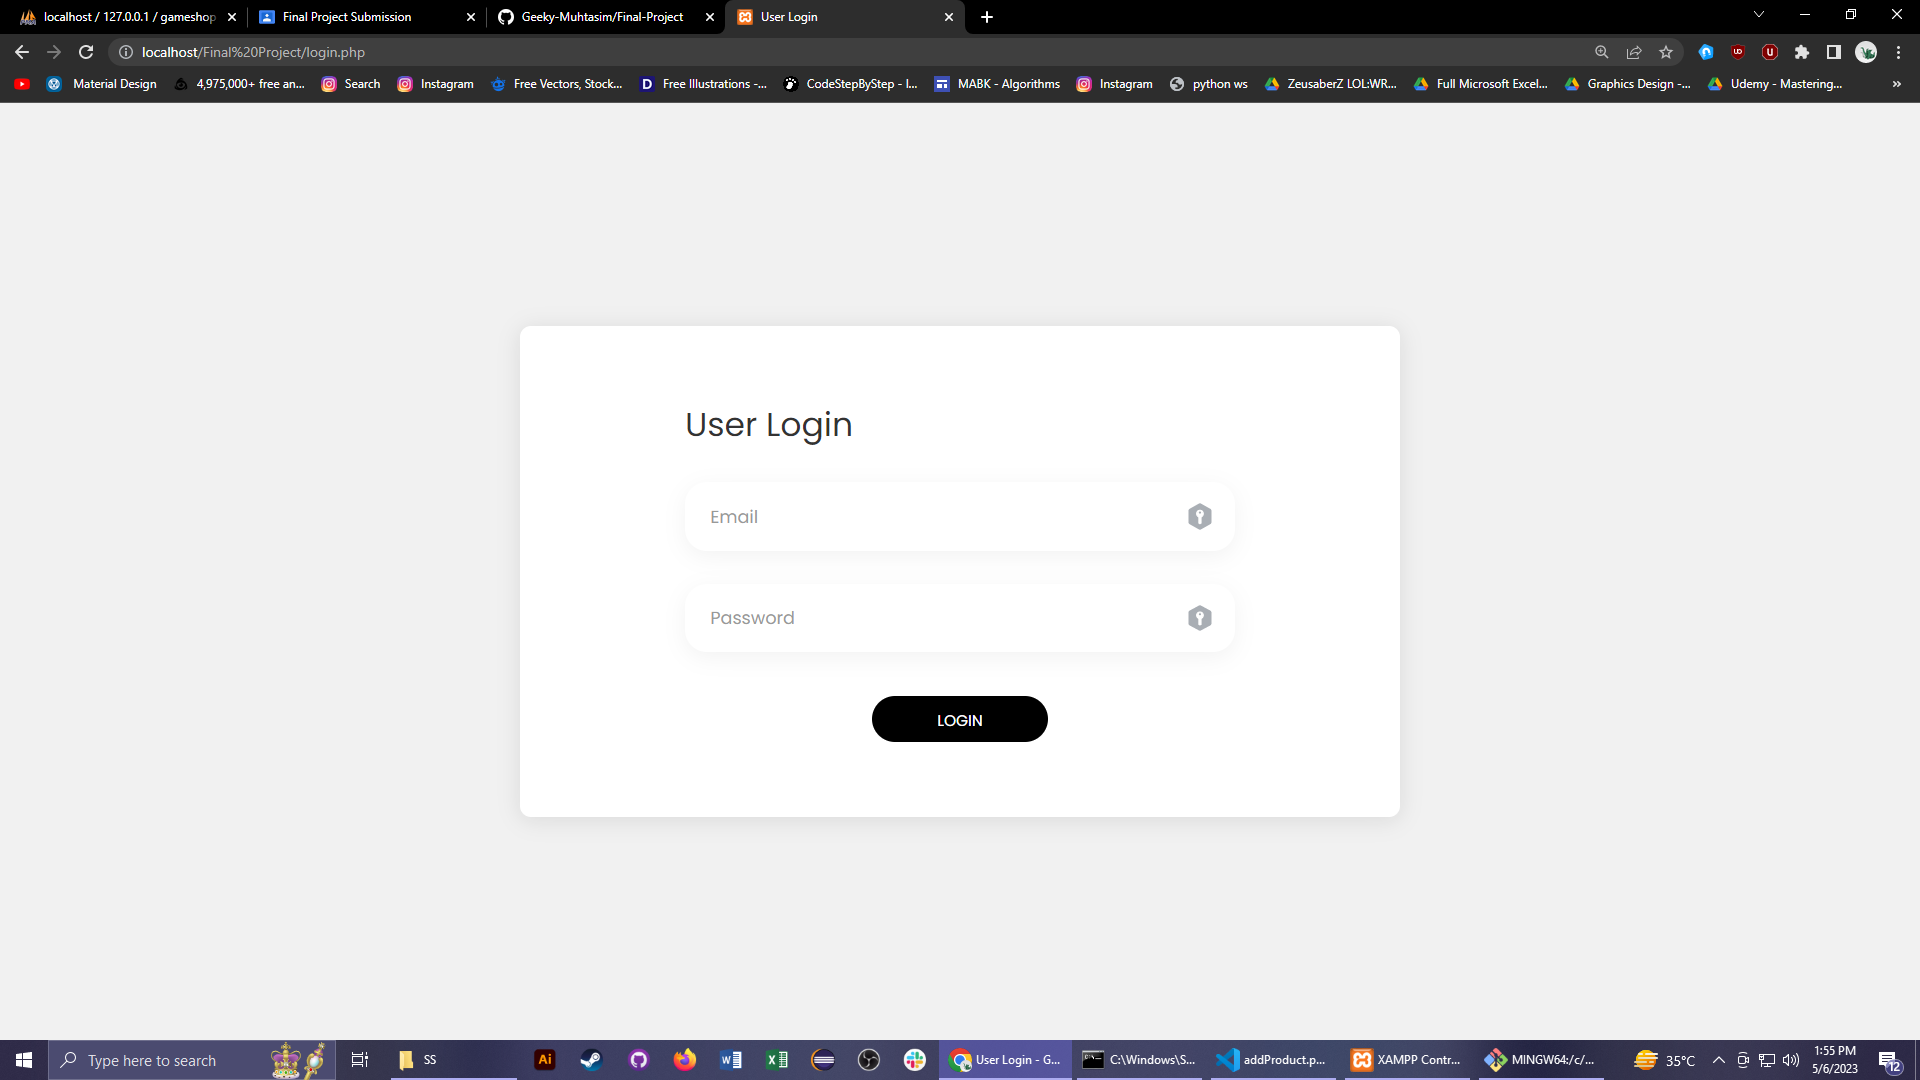 localhost / 127.0.0.1 / gameshop
Final Project Submission
Geeky-Muhtasim/Final-Project
User Login
localhost/Final%20Project/login.php
Material Design
4,975,000+ free an...
Search
Instagram
Free Vectors, Stock...
D
Free Illustrations -...
CodeStepByStep - I...
MABK - Algorithms
Instagram
python ws
ZeusaberZ LOL:WR...
Full Microsoft Excel...
Graphics Design -...
Udemy - Mastering...
»
User Login
Email
Password
LOGIN
Type here to search
SS
Ai
User Login - G...
C:\Windows\S...
addProduct.p...
XAMPP Contr...
MINGW64:/c/...
35°C
1:55 PM
5/6/2023
12